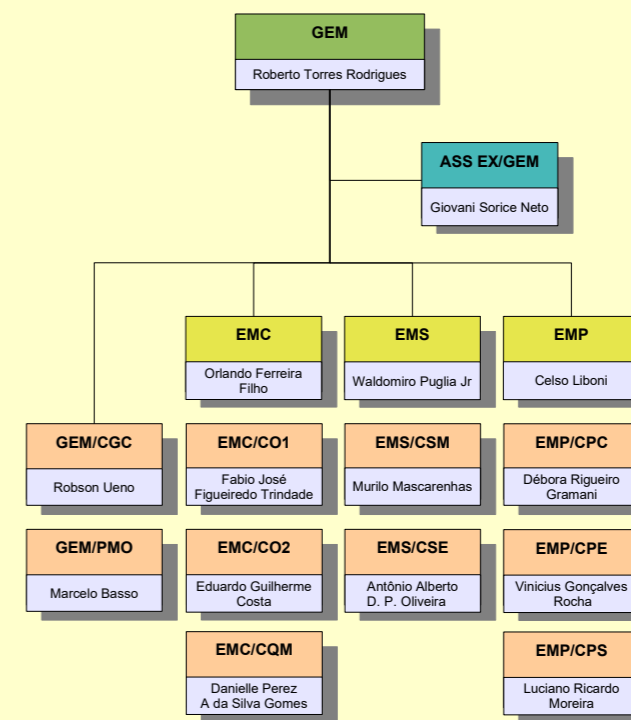 GEM
Roberto Torres Rodrigues
ASS EX/GEM
Giovani Sorice Neto
EMC
Orlando Ferreira
Filho
EMS
Waldomiro Puglia Jr
EMP
Celso Liboni
GEM/CGC
Robson Ueno
EMC/CO1
Fabio José
Figueiredo Trindade
EMS/CSM
Murilo Mascarenhas
EMP/CPC
Débora Rigueiro
Gramani
GEM/PMO
Marcelo Basso
EMC/CO2
Eduardo Guilherme
Costa
EMS/CSE
Antônio Alberto
D. P. Oliveira
EMP/CPE
Vinicius Gonçalves
Rocha
EMC/CQM
Danielle Perez
A da Silva Gomes
EMP/CPS
Luciano Ricardo
Moreira